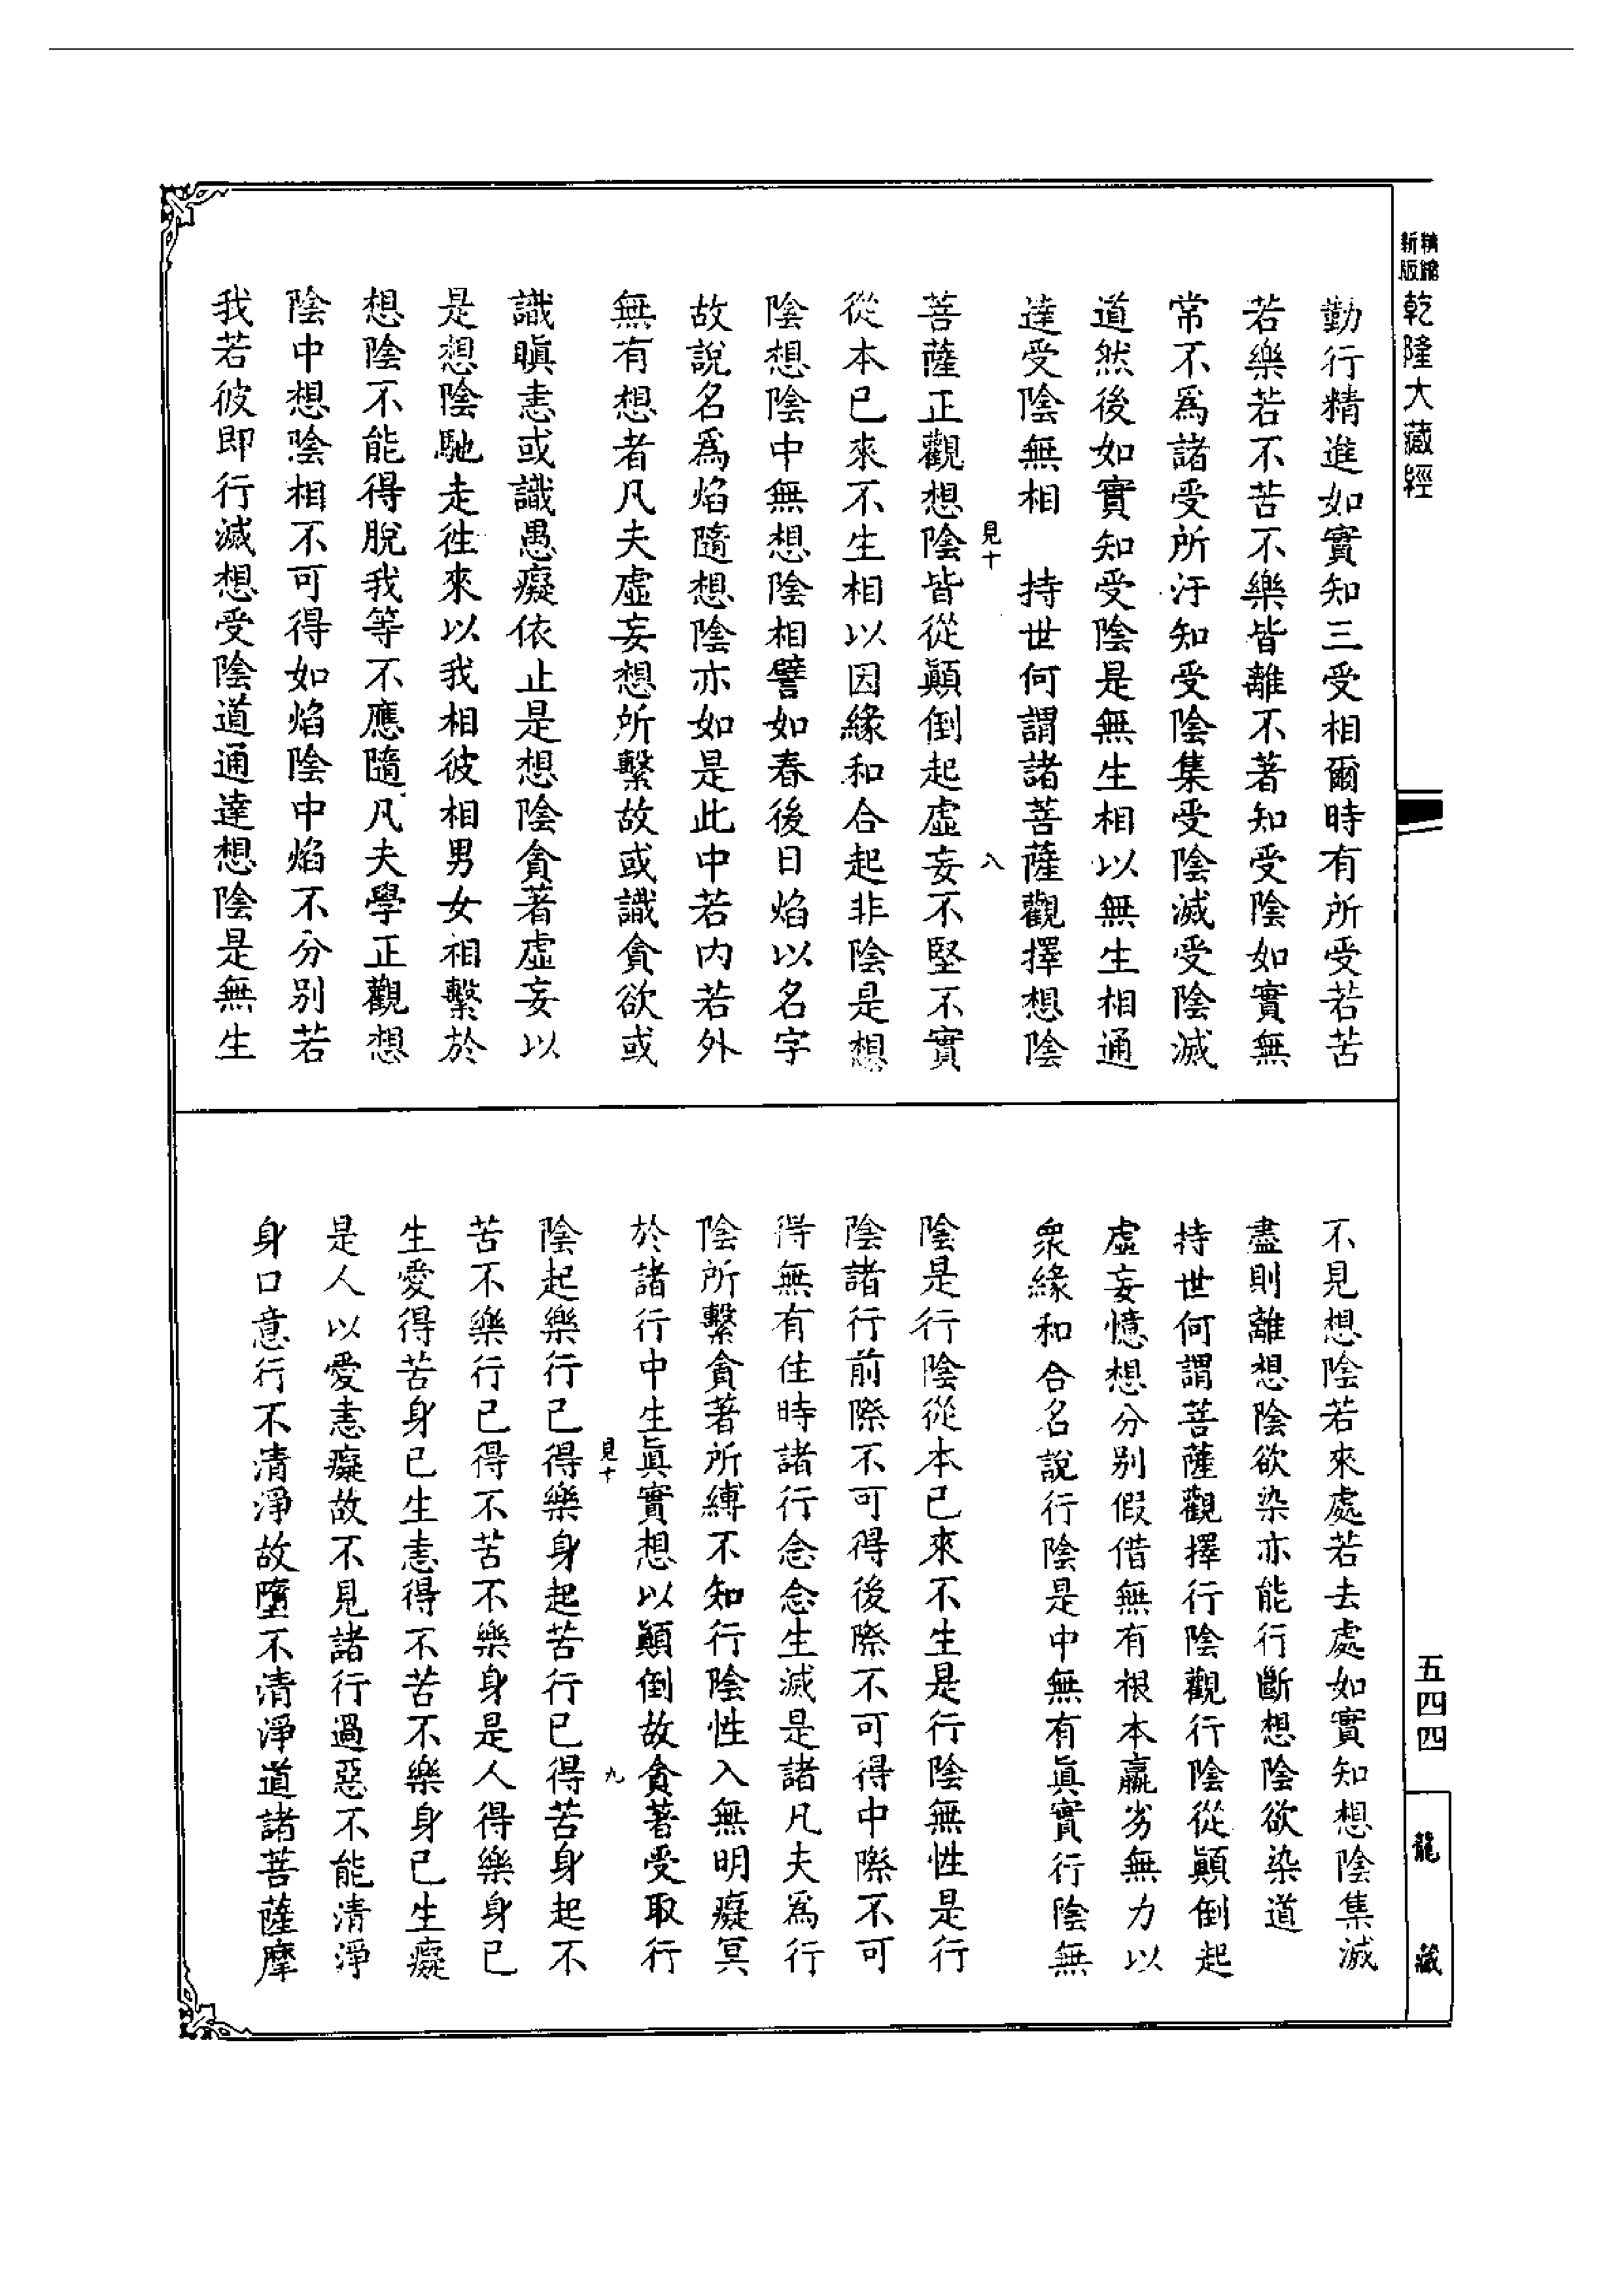 精縮
新版
乾隆大藏經
勤行精進如實知三受相爾時有所受若苦
若樂若不苦不樂皆離不著知受陰如實無
常不爲諸受所汙知受陰集受陰滅受陰滅
道然後如實知受陰是無生相以無生相通
達受陰無相　持世何謂諸菩薩觀擇想陰
見十　八
菩薩正觀想陰皆從顚倒起虛妄不堅不實
從本已來不生相以因緣和合起非陰是想
陰想陰中無想陰相譬如春後日焰以名字
故說名爲焰隨想陰亦如是此中若內若外
無有想者凡夫虛妄想所繫故或識貪欲或
識瞋恚或識愚癡依止是想陰貪著虛妄以
是想陰馳走往來以我相彼相男女相繫於
想陰不能得脫我等不應隨凡夫學正觀想
陰中想陰相不可得如焰陰中焰不分別若
我若彼即行滅想受陰道通達想陰是無生
不見想陰若來處若去處如實知想陰集滅
盡則離想陰欲染亦能行斷想陰欲染道
持世何謂菩薩觀擇行陰觀行陰從顚倒起
虛妄憶想分別假借無有根本羸劣無力以
衆緣和合名說行陰是中無有眞實行陰無
陰是行陰從本已來不生是行陰無性是行
陰諸行前際不可得後際不可得中際不可
得無有住時諸行念念生滅是諸凡夫爲行
陰所繫貪著所縛不知行陰性入無明癡冥
於諸行中生眞實想以顚倒故貪著受取行
見十　九
陰起樂行已得樂身起苦行已得苦身起不
苦不樂行已得不苦不樂身是人得樂身已
生愛得苦身已生恚得不苦不樂身已生癡
是人以愛恚癡故不見諸行過惡不能清淨
身口意行不清淨故墮不清淨道諸菩薩摩
五四四
龍藏